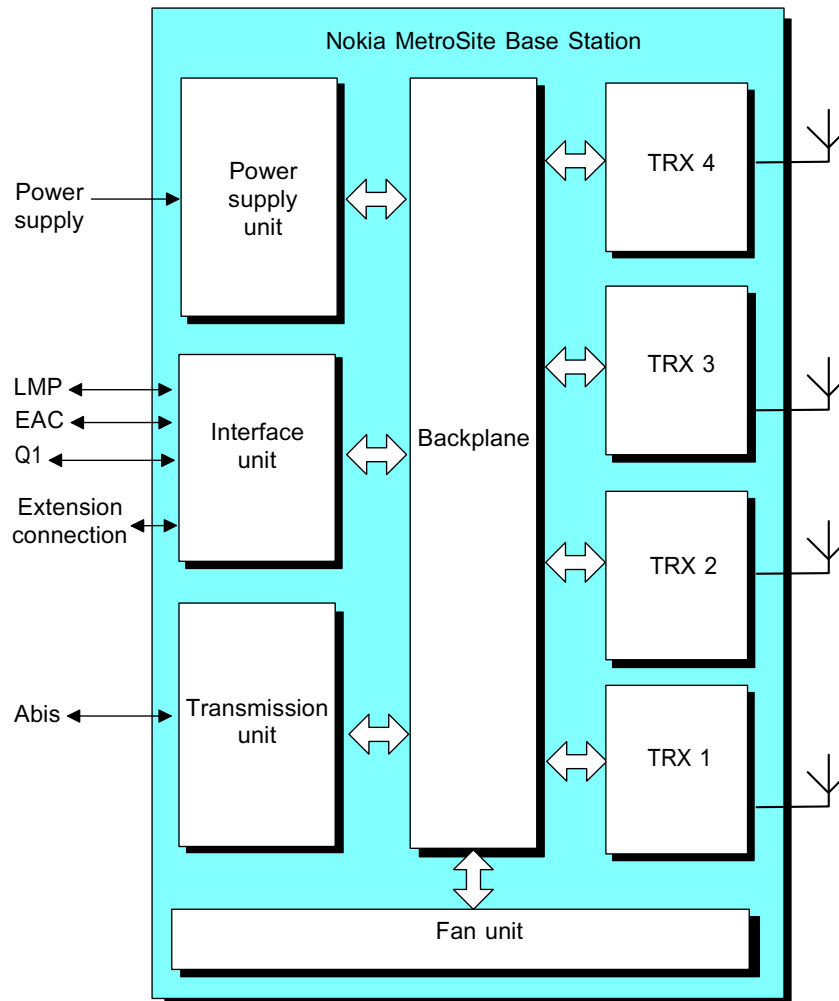 Nokia MetroSite Base Station
Power
supply
Power
supply
unit
TRX 4
LMP
EAC
Q1
Extension
connection
Interface
unit
Backplane
TRX 3
TRX 2
Abis
Transmission
unit
TRX 1
Fan unit